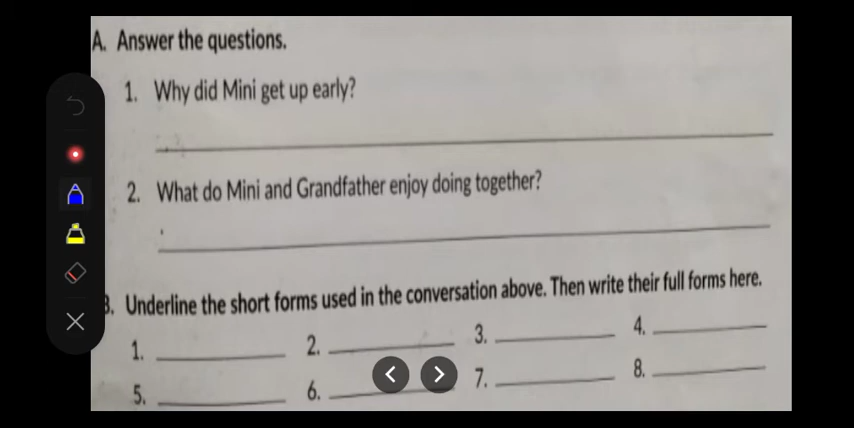 A. Answer the questions.
1. Why did Mini get up early?
2. What do Mini and Grandfather enjoy doing together?
B. Underline the short forms used in the conversation above. Then write their full forms here.
1. 2. 3. 4.
5. 6. 7. 8.